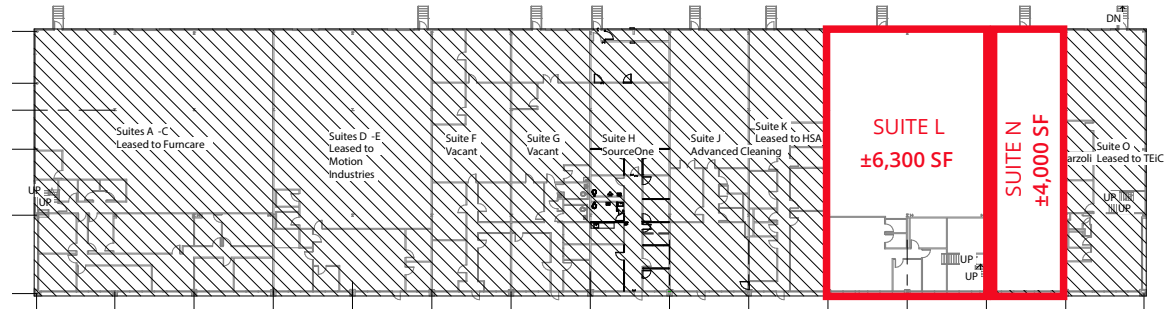 DN
Suites A -C
Leased to Furncare
Suites D -E
Leased to
Motion
Industries
Suite F
Vacant
Suite G
Vacant
Suite H
SourceOne
Suite J
Advanced Cleaning
Suite K
Leased to HSA
SUITE L
±6,300 SF
SUITE N
±4,000 SF
Suite O
arzoli Leased to TEiC
UP
UP
UP
UP
UP
UP